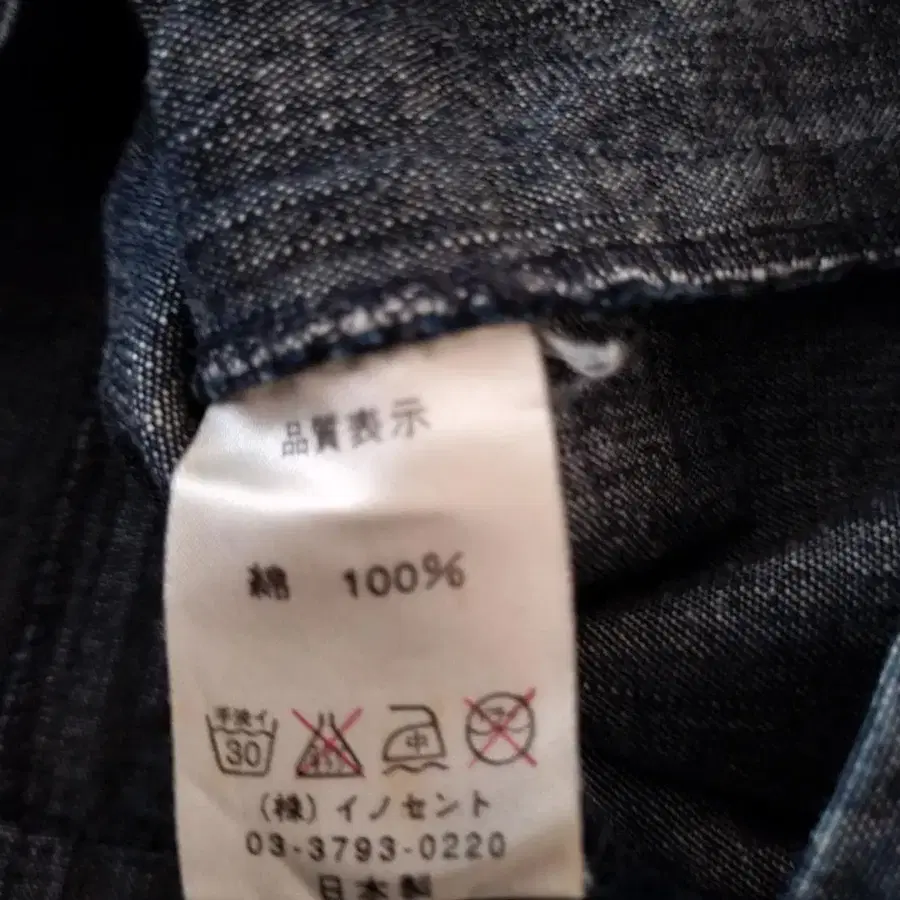 品質表示
綿 100%
手洗イ
30
中
(株)イノセント
03-3793-0220
日本製